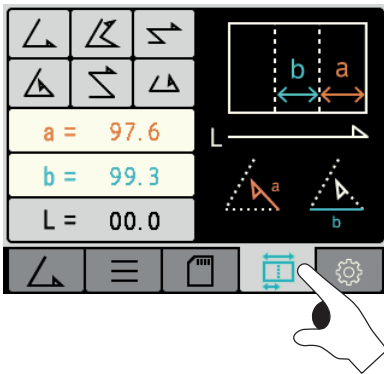 b a
a = 97.6
L
b = 99.3
a
L = 00.0
b